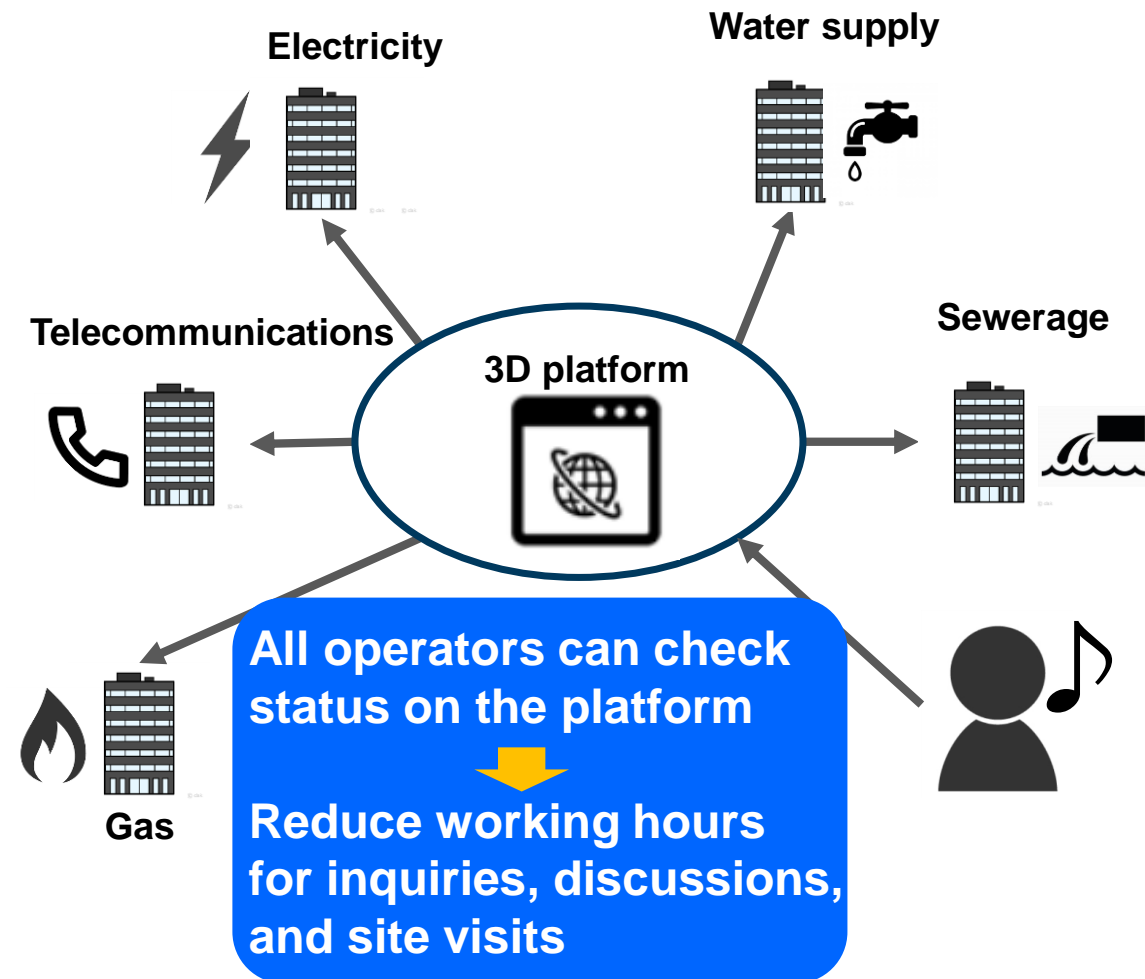 Electricity
Water supply
Telecommunications
Sewerage
3D platform
Gas
All operators can check
status on the platform
Reduce working hours
for inquiries, discussions,
and site visits